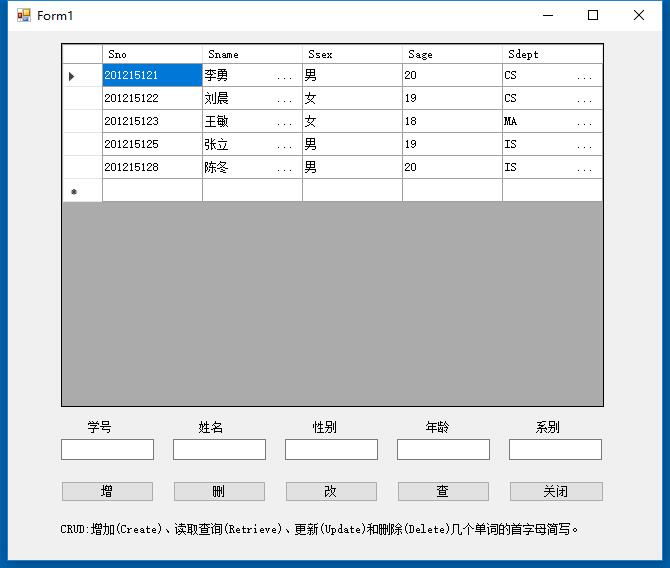 Form1
Sno Sname Ssex Sage Sdept
201215121 李勇 ... 男 20 CS ...
201215122 刘晨 ... 女 19 CS ...
201215123 王敏 ... 女 18 MA ...
201215125 张立 ... 男 19 IS ...
201215128 陈冬 ... 男 20 IS ...
学号 姓名 性别 年龄 系别
增 删 改 查 关闭
CRUD:增加(Create)、读取查询(Retrieve)、更新(Update)和删除(Delete)几个单词的首字母简写。